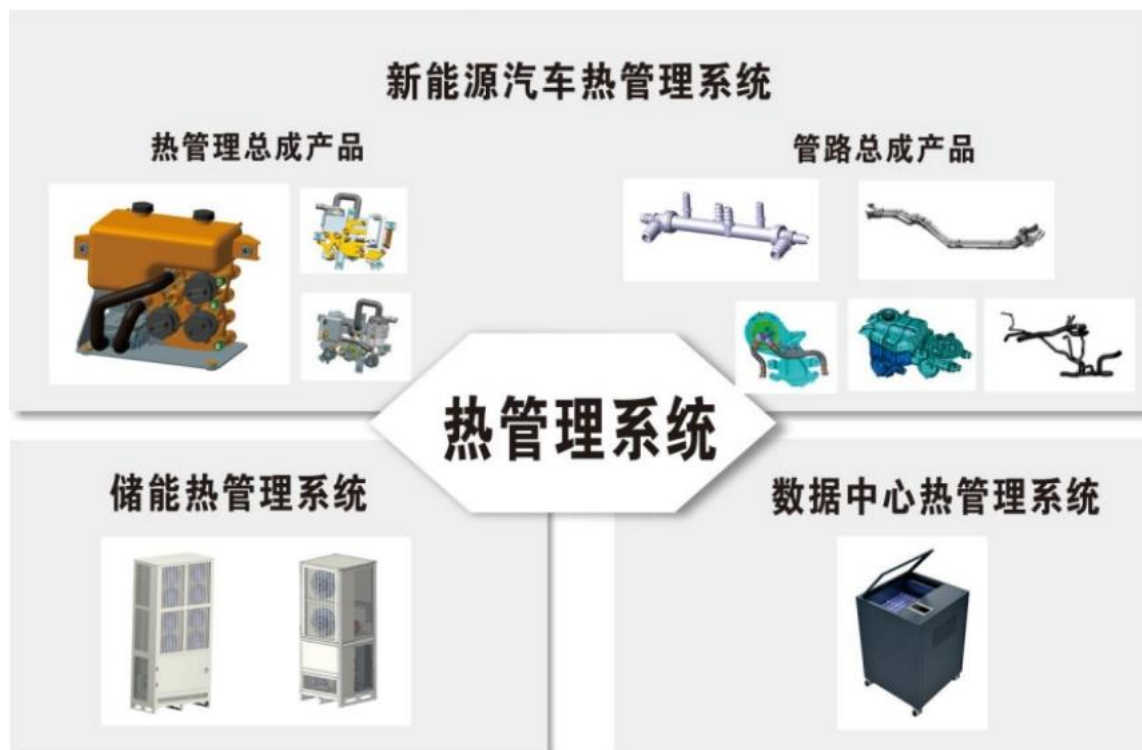 新能源汽车热管理系统
热管理总成产品
管路总成产品
热管理系统
储能热管理系统
数据中心热管理系统